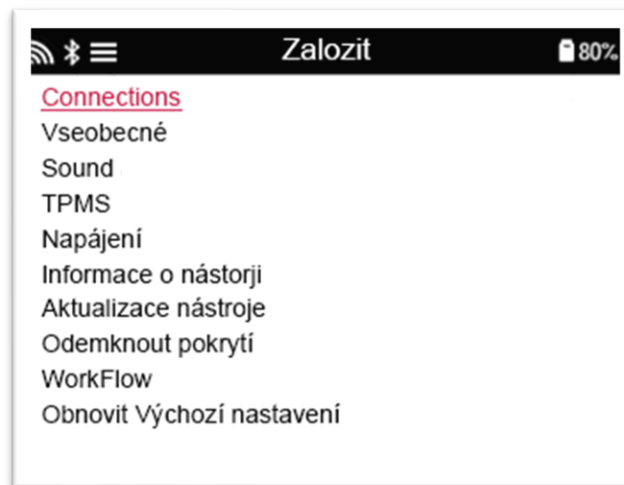 Zalozit
80%
Connections
Vseobecné
Sound
TPMS
Napájení
Informace o nástorji
Aktualizace nástroje
Odemknout pokrytí
WorkFlow
Obnovit Výchozí nastavení